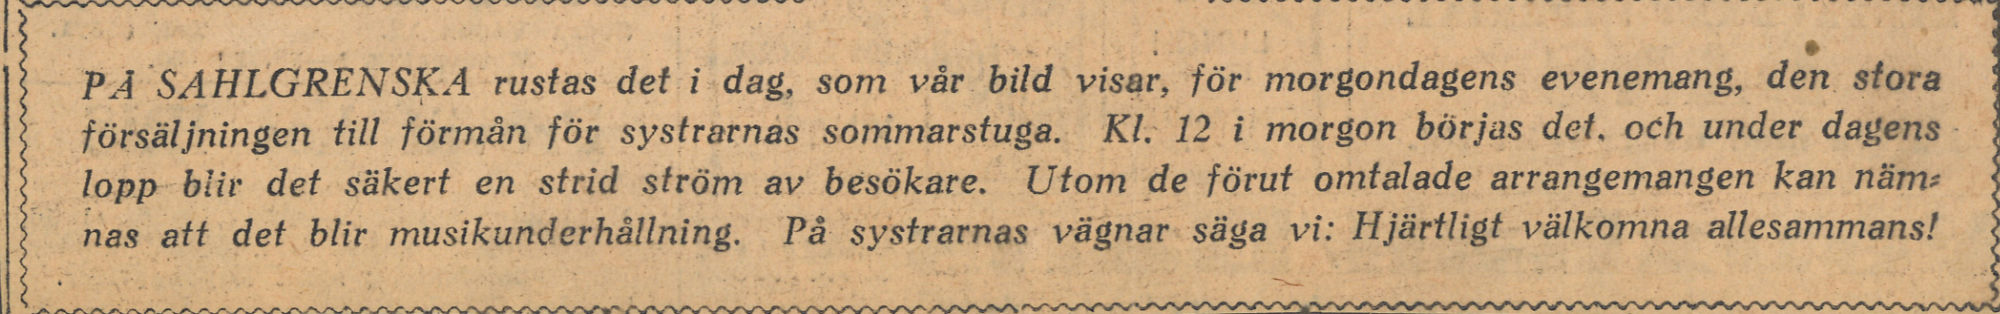 PÅ SAHLGRENSKA rustas det i dag, som vår bild visar, för morgondagens evenemang, den stora
försäljningen till förmån för systrarnas sommarstuga. Kl. 12 i morgon börjas det, och under dagens
lopp blir det säkert en strid ström av besökare. Utom de förut omtalade arrangemangen kan näm-
nas att det blir musikunderhållning. På systrarnas vägnar säga vi: Hjärtligt välkomna allesammans!